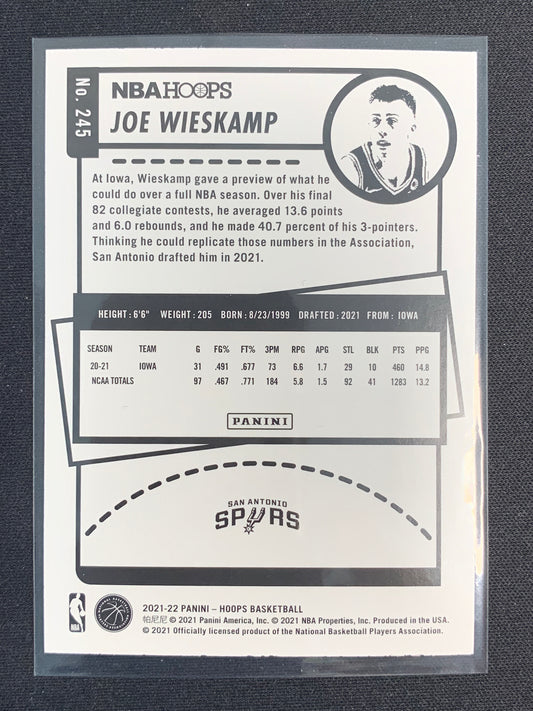 No. 245
NBA HOOPS
JOE WIESKAMP
At Iowa, Wieskamp gave a preview of what he
could do over a full NBA season. Over his final
82 collegiate contests, he averaged 13.6 points
and 6.0 rebounds, and he made 40.7 percent of his 3-pointers.
Thinking he could replicate those numbers in the Association,
San Antonio drafted him in 2021.
HEIGHT: 6'6" WEIGHT: 205 BORN: 8/23/1999 DRAFTED: 2021 FROM: IOWA
SEASON TEAM G FG% FT% 3PM RPG APG STL BLK PTS PPG
20-21 IOWA 31 .491 .677 73 6.6 1.7 29 10 460 14.8
NCAA TOTALS 97 .467 .771 184 5.8 1.5 92 41 1283 13.2
PANINI
SAN ANTONIO
SPURS
NBA
2021-22 PANINI – HOOPS BASKETBALL
帕尼尼 © 2021 Panini America, Inc. © 2021 NBA Properties, Inc. Produced in the USA.
© 2021 Officially licensed product of the National Basketball Players Association.